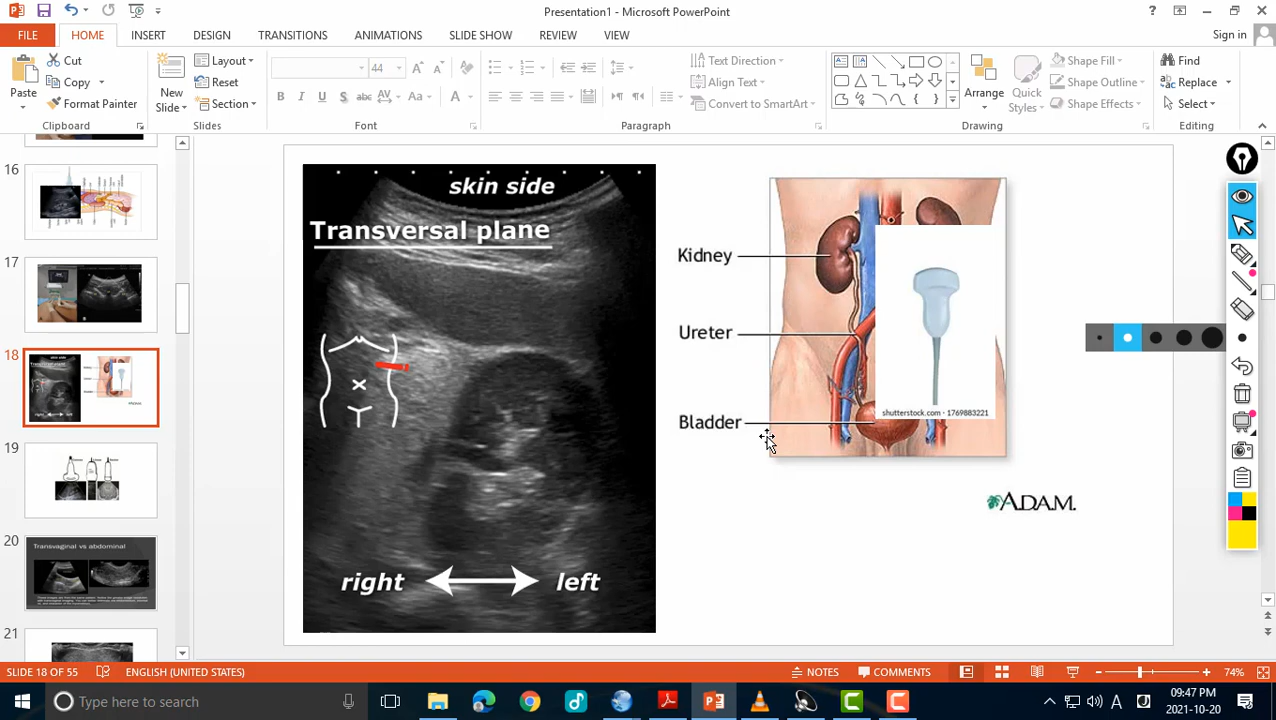 Presentation1 - Microsoft PowerPoint
FILE HOME INSERT DESIGN TRANSITIONS ANIMATIONS SLIDE SHOW REVIEW VIEW Sign in
Paste
Cut
Copy
Format Painter
Clipboard
New Slide
Layout
Reset
Section
Slides
44
B I U S abc AV Aa A
Font
Text Direction
Align Text
Convert to SmartArt
Paragraph
Arrange
Quick Styles
Shape Fill
Shape Outline
Shape Effects
Drawing
Find
Replace
Select
Editing
16
17
18
19
20
Transvaginal vs abdominal
21
skin side
Transversal plane
right left
Kidney
Ureter
Bladder
shutterstock.com · 1769883221
A.D.A.M.
SLIDE 18 OF 55 ENGLISH (UNITED STATES) NOTES COMMENTS 74%
Type here to search
09:47 PM
2021-10-20